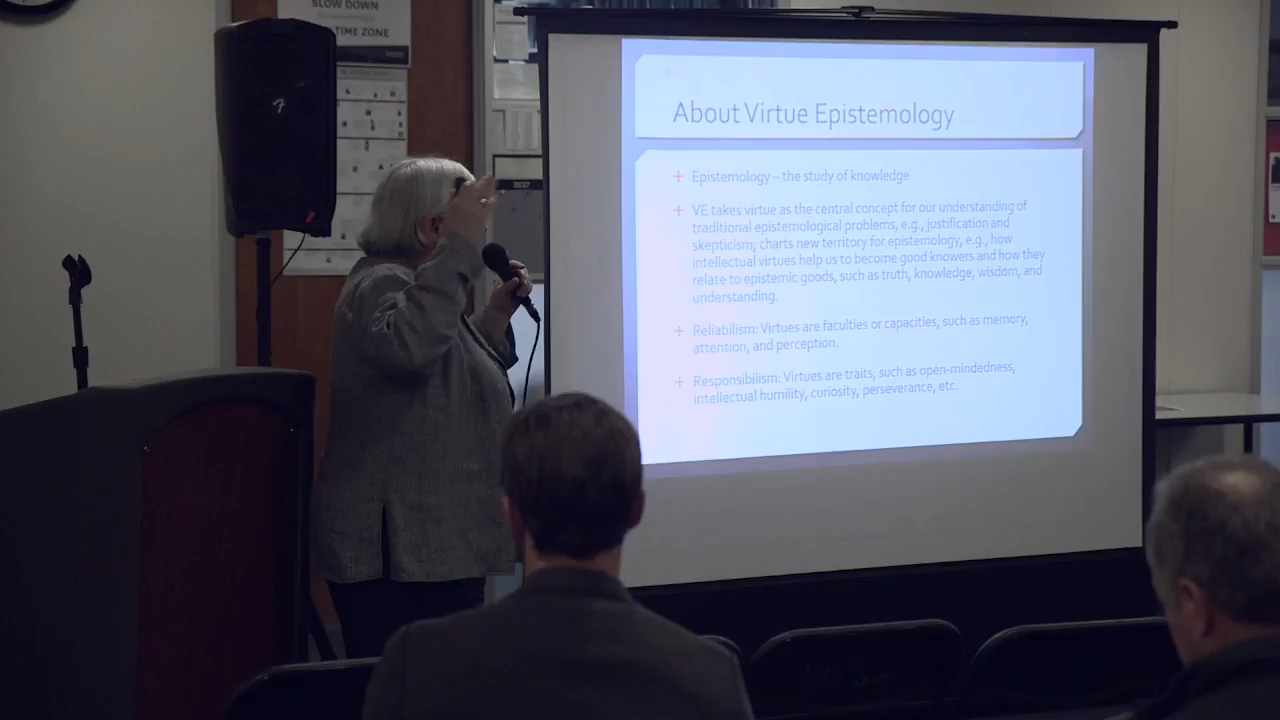 SLOW DOWN
TIME ZONE
About Virtue Epistemology
Epistemology – the study of knowledge
VE takes virtue as the central concept for our understanding of
traditional epistemological problems, e.g., justification and
skepticism; charts new territory for epistemology, e.g., how
intellectual virtues help us to become good knowers and how they
relate to epistemic goods, such as truth, knowledge, wisdom, and
understanding.
Reliabilism: Virtues are faculties or capacities, such as memory,
attention, and perception.
Responsibilism: Virtues are traits, such as open-mindedness,
intellectual humility, curiosity, perseverance, etc.